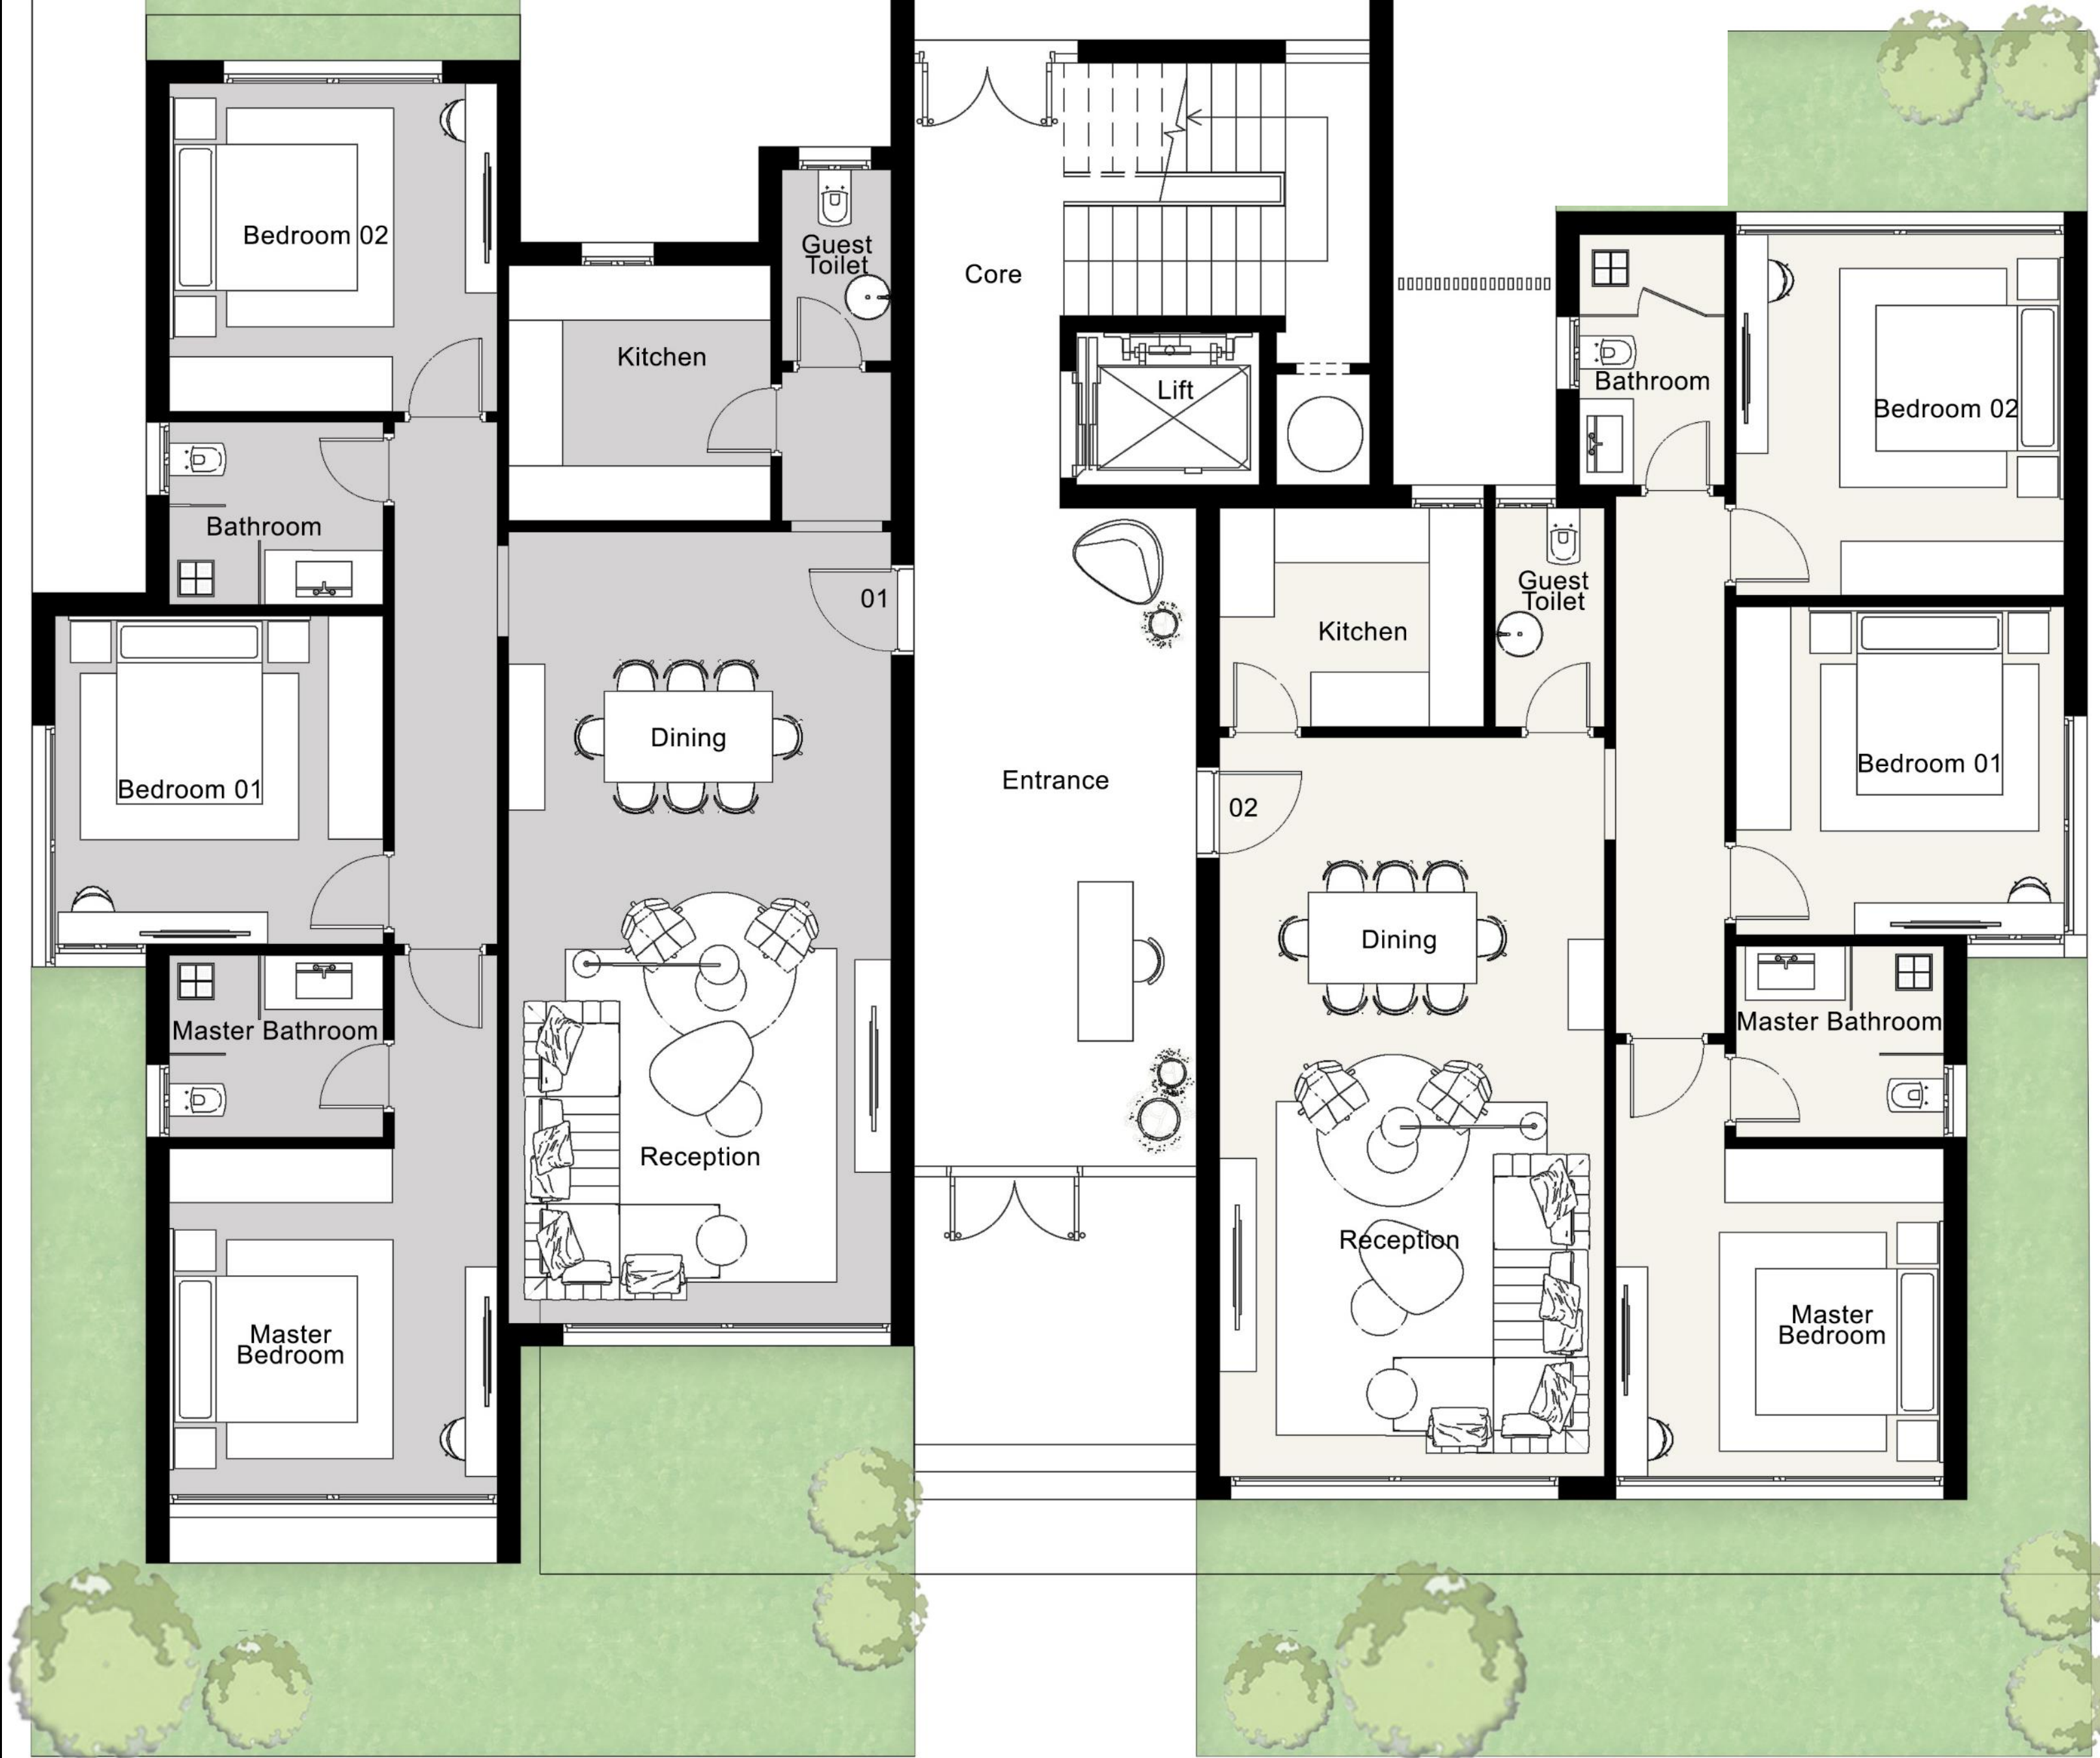 Bedroom 02
Guest
Toilet
Kitchen
Bathroom
01
Bedroom 01
Dining
Master Bathroom
Reception
Master
Bedroom
Core
Lift
Entrance
Bathroom
Bedroom 02
Guest
Toilet
Kitchen
Bedroom 01
02
Dining
Master Bathroom
Reception
Master
Bedroom